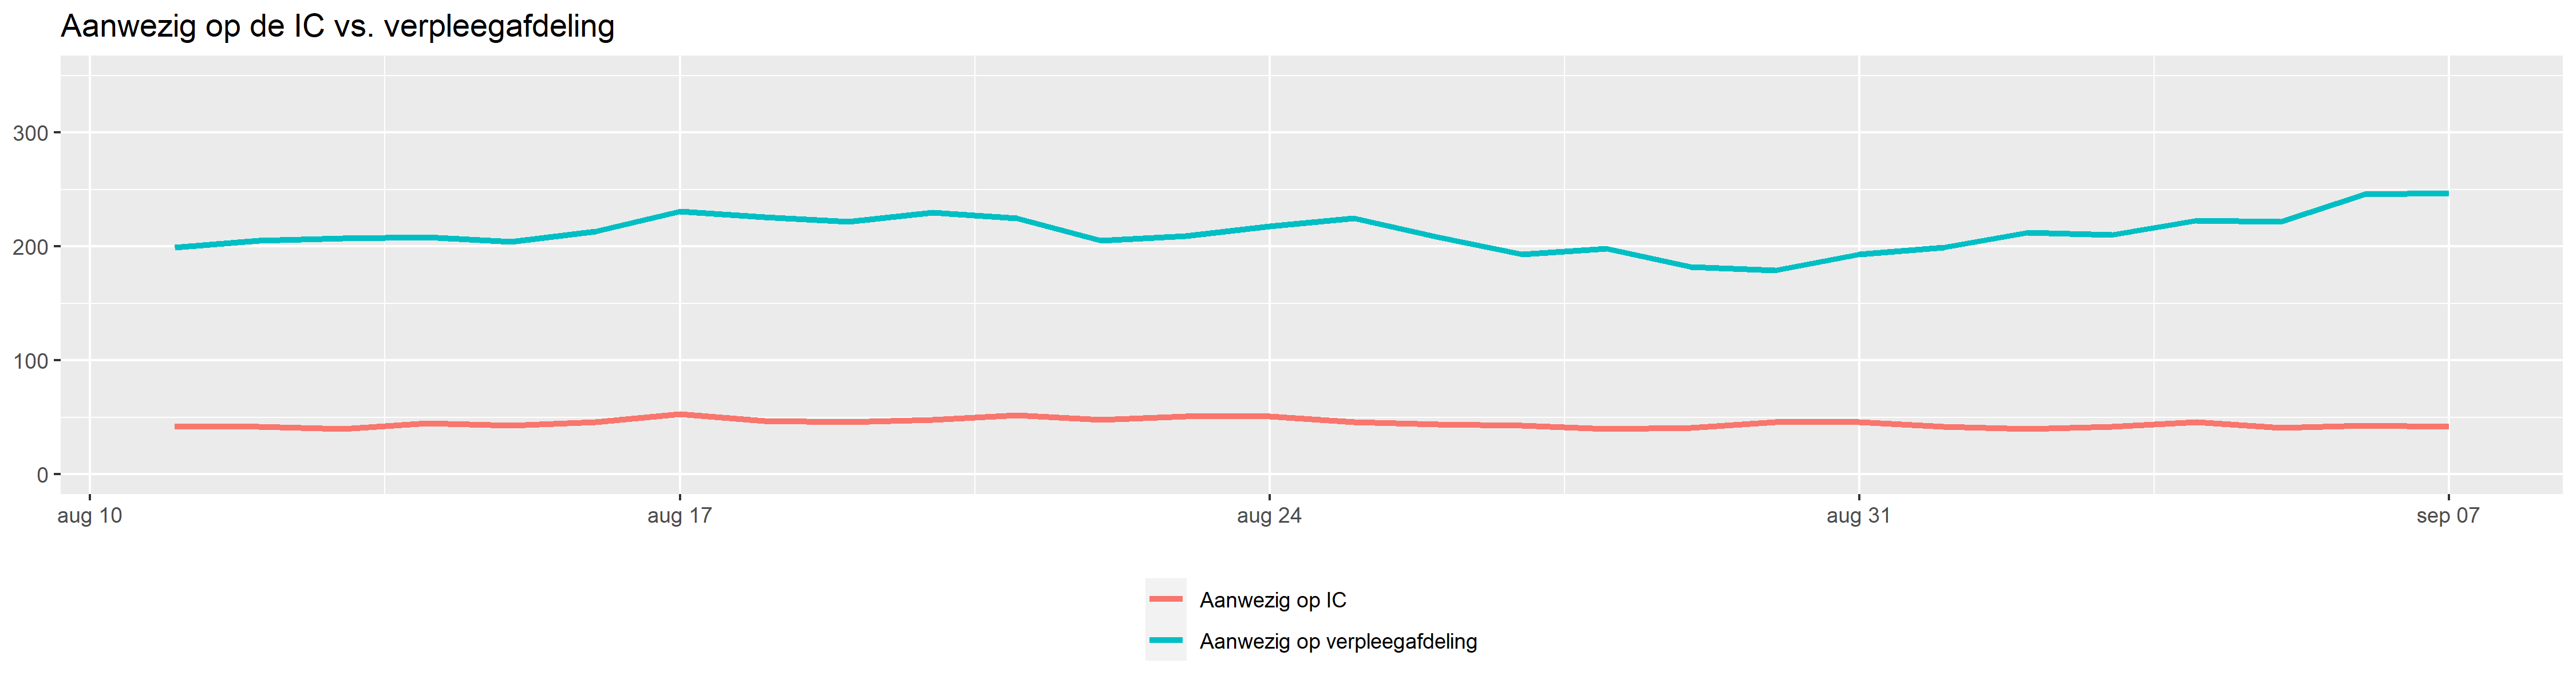 Aanwezig op de IC vs. verpleegafdeling
300
200
100
0
aug 10 aug 17 aug 24 aug 31 sep 07
Aanwezig op IC
Aanwezig op verpleegafdeling